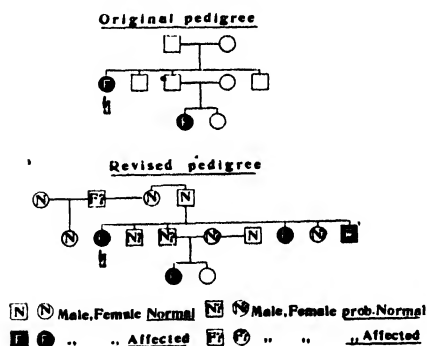 Original pedigree
F
F
Revised pedigree
N F? N N
N F N? N? N? N F N?
F
N N Male, Female Normal N? N? Male, Female prob. Normal
F F ,, ,, Affected F? F? ,, ,, ,, Affected